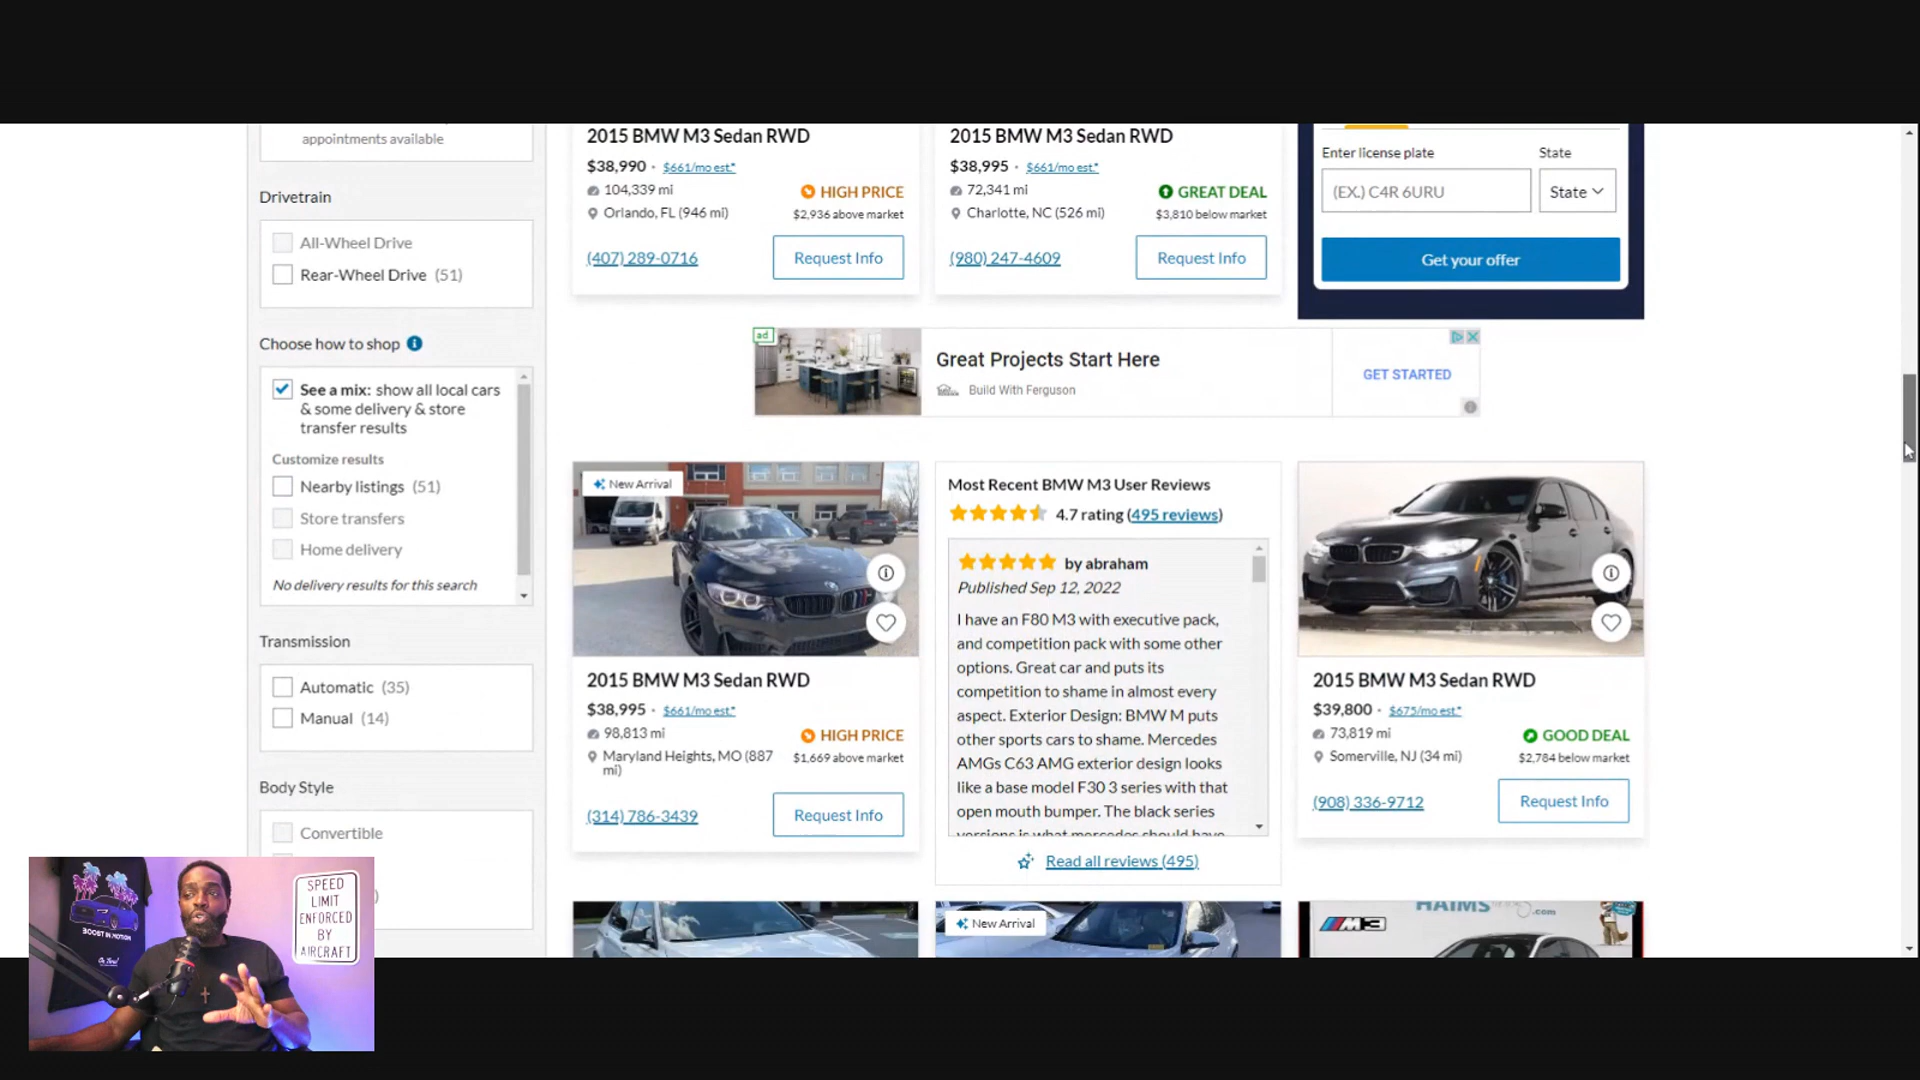 appointments available
Drivetrain
All-Wheel Drive
Rear-Wheel Drive (51)
Choose how to shop
See a mix: show all local cars
& some delivery & store
transfer results
Customize results
Nearby listings (51)
Store transfers
Home delivery
No delivery results for this search
Transmission
Automatic (35)
Manual (14)
Body Style
Convertible
2015 BMW M3 Sedan RWD
$38,990 · $661/mo est.*
104,339 mi
HIGH PRICE
Orlando, FL (946 mi)
$2,936 above market
(407) 289-0716
Request Info
2015 BMW M3 Sedan RWD
$38,995 · $661/mo est.*
72,341 mi
GREAT DEAL
Charlotte, NC (526 mi)
$3,810 below market
(980) 247-4609
Request Info
Enter license plate
State
(EX.) C4R 6URU
State
Get your offer
ad
Great Projects Start Here
Build With Ferguson
GET STARTED
New Arrival
2015 BMW M3 Sedan RWD
$38,995 · $661/mo est.*
98,813 mi
HIGH PRICE
Maryland Heights, MO (887
mi)
$1,669 above market
(314) 786-3439
Request Info
Most Recent BMW M3 User Reviews
4.7 rating (495 reviews)
by abraham
Published Sep 12, 2022
I have an F80 M3 with executive pack,
and competition pack with some other
options. Great car and puts its
competition to shame in almost every
aspect. Exterior Design: BMW M puts
other sports cars to shame. Mercedes
AMGs C63 AMG exterior design looks
like a base model F30 3 series with that
open mouth bumper. The black series
versions is what mercedes should have
Read all reviews (495)
2015 BMW M3 Sedan RWD
$39,800 · $675/mo est.*
73,819 mi
GOOD DEAL
Somerville, NJ (34 mi)
$2,784 below market
(908) 336-9712
Request Info
New Arrival
M3
HAIMS
.com
BOOST IN MOTION
SPEED
LIMIT
ENFORCED
BY
AIRCRAFT